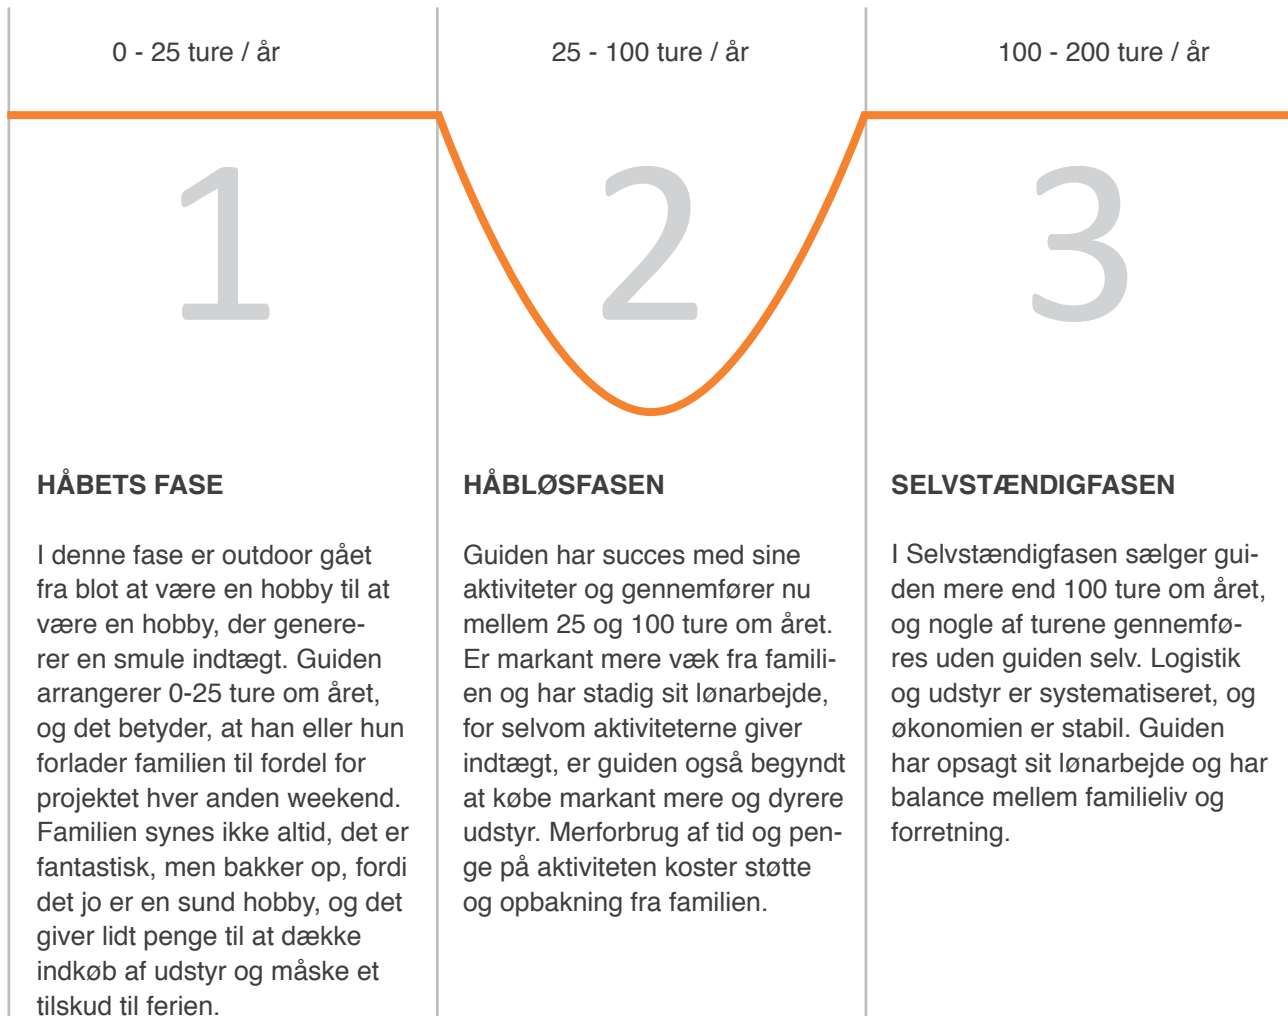 0 - 25 ture / år
25 - 100 ture / år
100 - 200 ture / år
1
2
3
HÅBETS FASE
I denne fase er outdoor gået
fra blot at være en hobby til at
være en hobby, der genere-
rer en smule indtægt. Guiden
arrangerer 0-25 ture om året,
og det betyder, at han eller hun
forlader familien til fordel for
projektet hver anden weekend.
Familien synes ikke altid, det er
fantastisk, men bakker op, fordi
det jo er en sund hobby, og det
giver lidt penge til at dække
indkøb af udstyr og måske et
tilskud til ferien.
HÅBLØSFASEN
Guiden har succes med sine
aktiviteter og gennemfører nu
mellem 25 og 100 ture om året.
Er markant mere væk fra famili-
en og har stadig sit lønarbejde,
for selvom aktiviteterne giver
indtægt, er guiden også begyndt
at købe markant mere og dyrere
udstyr. Merforbrug af tid og pen-
ge på aktiviteten koster støtte
og opbakning fra familien.
SELVSTÆNDIGFASEN
I Selvstændigfasen sælger gui-
den mere end 100 ture om året,
og nogle af turene gennemfø-
res uden guiden selv. Logistik
og udstyr er systematiseret, og
økonomien er stabil. Guiden
har opsagt sit lønarbejde og har
balance mellem familieliv og
forretning.